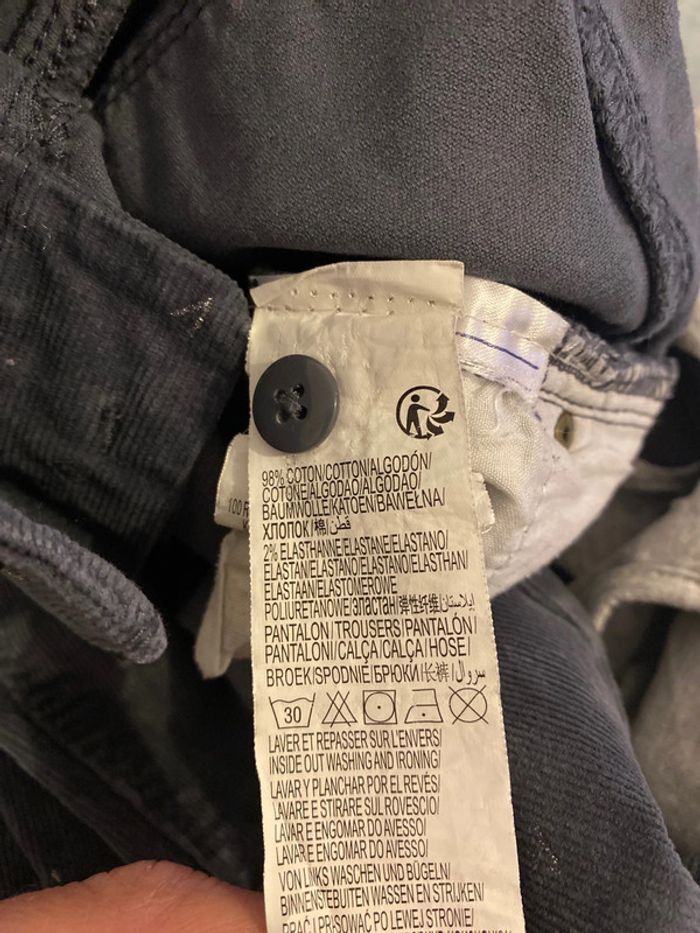 98% COTON/COTTON/ALGODÓN/
COTONE/ALGODÃO/ALGODAO/
BAUMWOLLE/KATOEN/BAWEŁNA/
ХЛОПОК/棉/قطن
2% ELASTHANNE/ELASTANE/ELASTANO/
ELASTAN/ELASTANO/ELASTANO/ELASTHAN/
ELASTAAN/ELASTOMEROWE
POLIURETANOWE/ЭЛАСТАН/弹性纤维/إيلاستان
PANTALON/TROUSERS/PANTALÓN/
PANTALONI/CALÇA/CALÇA/HOSE/
BROEK/SPODNIE/БРЮКИ/长裤/سروال
30
LAVER ET REPASSER SUR L'ENVERS/
INSIDE OUT WASHING AND IRONING/
LAVAR Y PLANCHAR POR EL REVÉS/
LAVARE E STIRARE SUL ROVESCIO/
LAVAR E ENGOMAR DO AVESSO/
LAVAR E ENGOMAR DO AVESSO/
VON LINKS WASCHEN UND BÜGELN/
BINNENSTEBUITEN WASSEN EN STRIJKEN/
PRAĆ I PRASOWAĆ PO LEWEJ STRONIE/
100